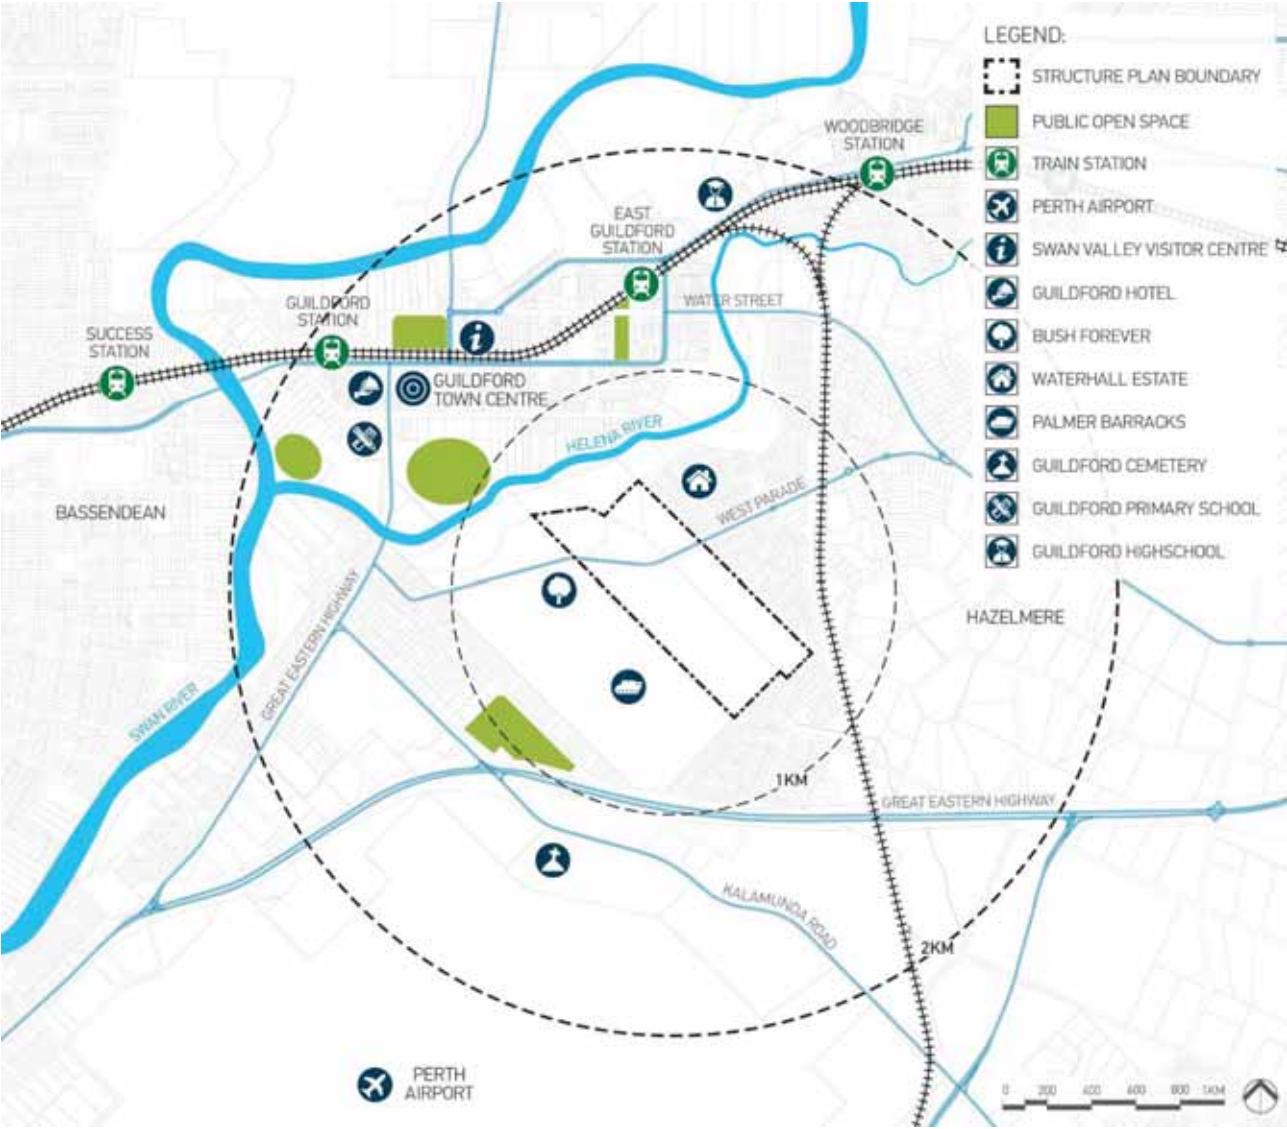 LEGEND:
STRUCTURE PLAN BOUNDARY
PUBLIC OPEN SPACE
TRAIN STATION
PERTH AIRPORT
SWAN VALLEY VISITOR CENTRE
GUILDFORD HOTEL
BUSH FOREVER
WATERHALL ESTATE
PALMER BARRACKS
GUILDFORD CEMETERY
GUILDFORD PRIMARY SCHOOL
GUILDFORD HIGHSCHOOL
WOODBRIDGE
STATION
EAST
GUILDFORD
STATION
GUILDFORD
STATION
SUCCESS
STATION
WATER STREET
GUILDFORD
TOWN CENTRE
HELENA RIVER
BASSENDEAN
WEST PARADE
HAZELMERE
GREAT EASTERN HIGHWAY
SWAN RIVER
1KM
GREAT EASTERN HIGHWAY
KALAMUNDA ROAD
2KM
PERTH
AIRPORT
0 200 400 600 800 1KM